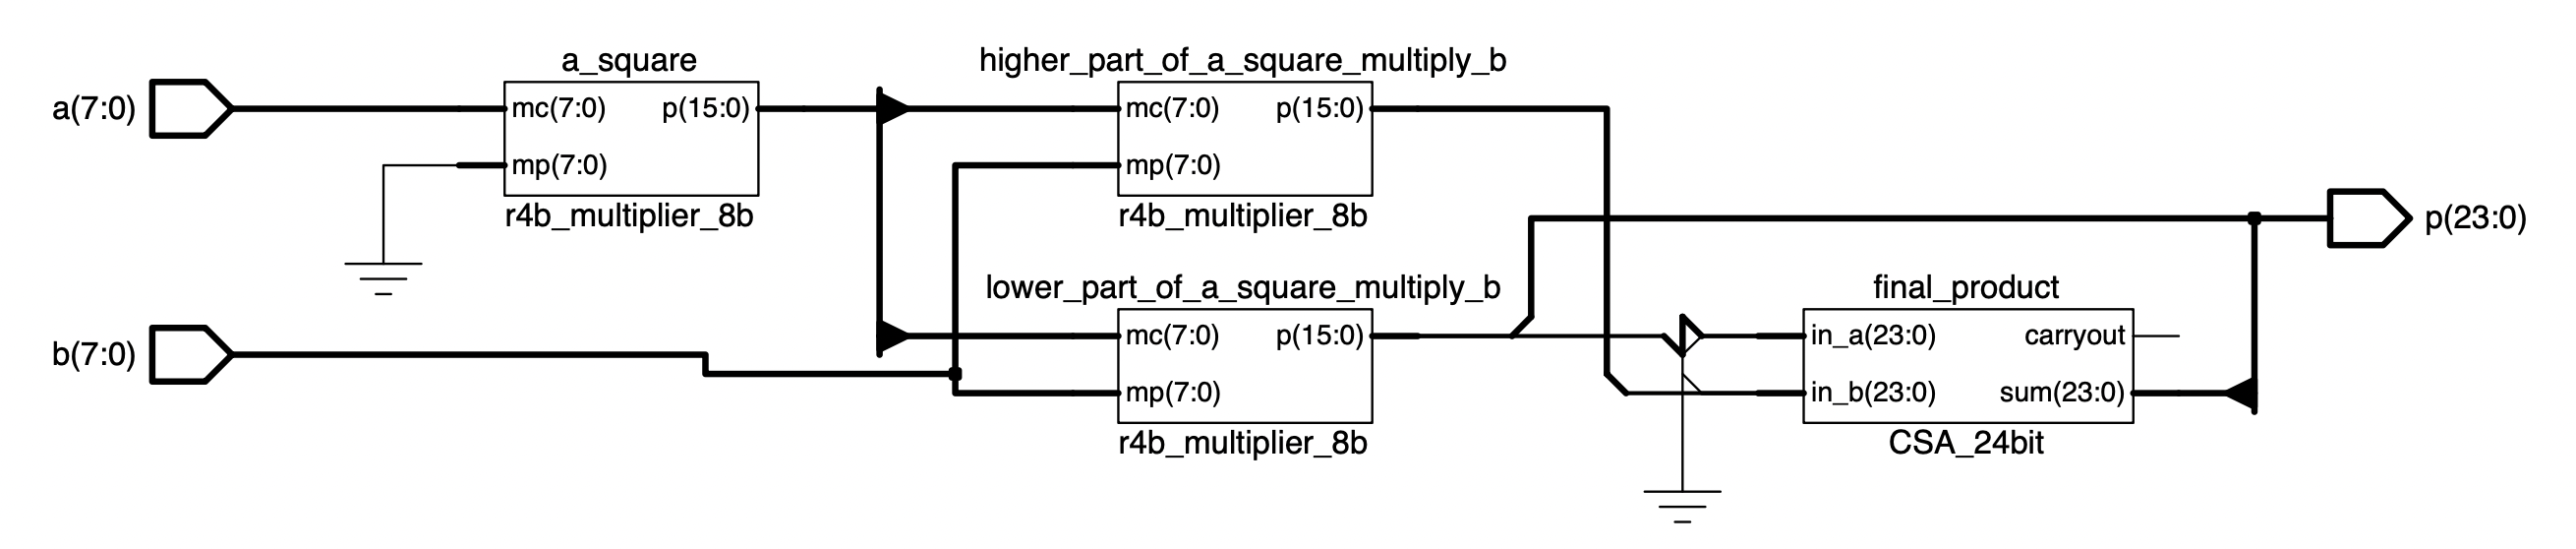 a_square
higher_part_of_a_square_multiply_b
a(7:0)
mc(7:0) p(15:0)
mp(7:0)
r4b_multiplier_8b
mc(7:0) p(15:0)
mp(7:0)
r4b_multiplier_8b
p(23:0)
lower_part_of_a_square_multiply_b
final_product
b(7:0)
mc(7:0) p(15:0)
mp(7:0)
r4b_multiplier_8b
in_a(23:0) carryout
in_b(23:0) sum(23:0)
CSA_24bit